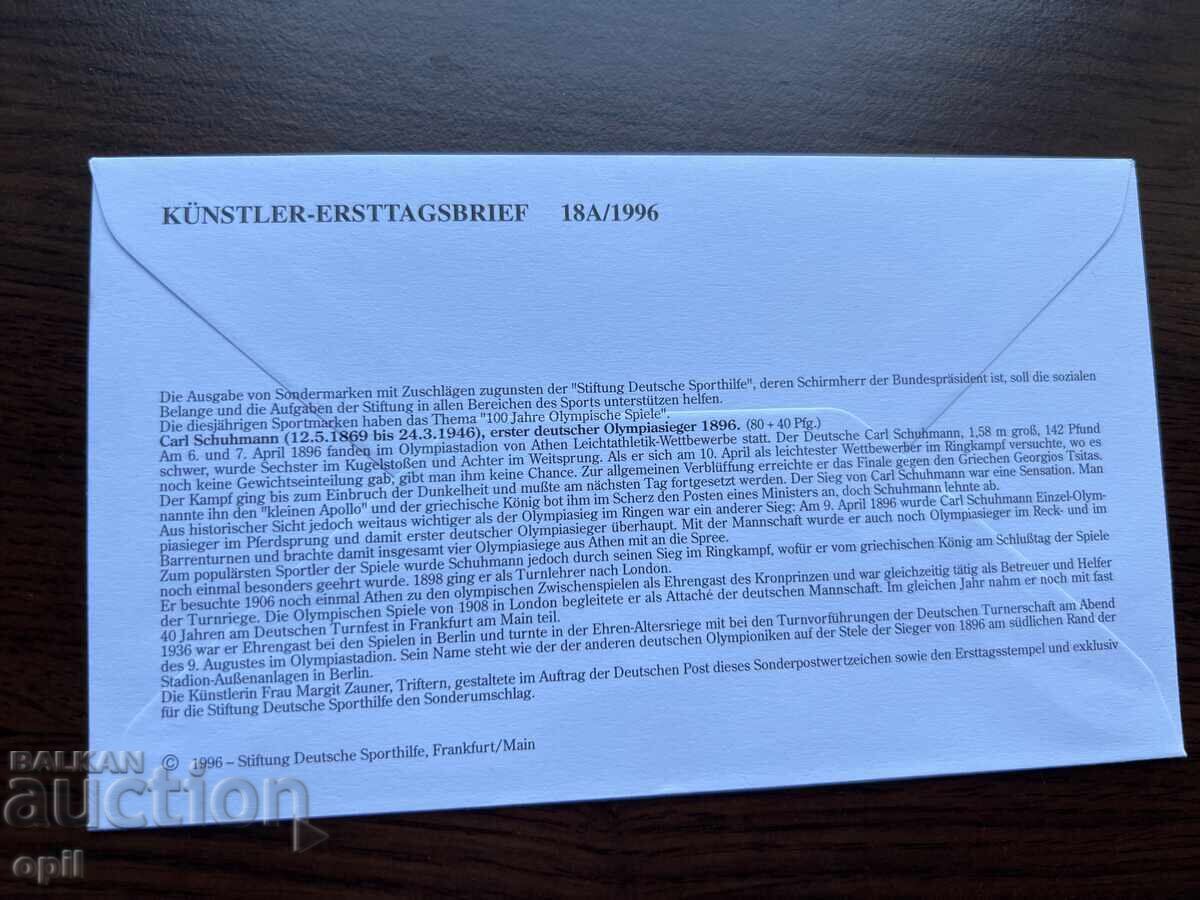 KÜNSTLER-ERSTTAGSBRIEF 18A/1996
Die Ausgabe von Sondermarken mit Zuschlägen zugunsten der "Stiftung Deutsche Sporthilfe", deren Schirmherr der Bundespräsident ist, soll die sozialen
Belange und die Aufgaben der Stiftung in allen Bereichen des Sports unterstützen helfen.
Die diesjährigen Sportmarken haben das Thema "100 Jahre Olympische Spiele".
Carl Schuhmann (12.5.1869 bis 24.3.1946), erster deutscher Olympiasieger 1896. (80 + 40 Pfg.)
Am 6. und 7. April 1896 fanden im Olympiastadion von Athen Leichtathletik-Wettbewerbe statt. Der Deutsche Carl Schuhmann, 1,58 m groß, 142 Pfund
schwer, wurde Sechster im Kugelstoßen und Achter im Weitsprung. Als er sich am 10. April als leichtester Wettbewerber im Ringkampf versuchte, wo es
noch keine Gewichtseinteilung gab, gibt man ihm keine Chance. Zur allgemeinen Verblüffung erreichte er das Finale gegen den Griechen Georgios Tsitas.
Der Kampf ging bis zum Einbruch der Dunkelheit und mußte am nächsten Tag fortgesetzt werden. Der Sieg von Carl Schuhmann war eine Sensation. Man
nannte ihn den "kleinen Apollo" und der griechische König bot ihm im Scherz den Posten eines Ministers an, doch Schuhmann lehnte ab.
Aus historischer Sicht jedoch weitaus wichtiger als der Olympiasieg im Ringen war ein anderer Sieg: Am 9. April 1896 wurde Carl Schuhmann Einzel-Olym-
piasieger im Pferdsprung und damit erster deutscher Olympiasieger überhaupt. Mit der Mannschaft wurde er auch noch Olympiasieger im Reck- und im
Barrenturnen und brachte damit insgesamt vier Olympiasiege aus Athen mit an die Spree.
Zum populärsten Sportler der Spiele wurde Schuhmann jedoch durch seinen Sieg im Ringkampf, wofür er vom griechischen König am Schlußtag der Spiele
noch einmal besonders geehrt wurde. 1898 ging er als Turnlehrer nach London.
Er besuchte 1906 noch einmal Athen zu den olympischen Zwischenspielen als Ehrengast des Kronprinzen und war gleichzeitig tätig als Betreuer und Helfer
der Turnriege. Die Olympischen Spiele von 1908 in London begleitete er als Attaché der deutschen Mannschaft. Im gleichen Jahr nahm er noch mit fast
40 Jahren am Deutschen Turnfest in Frankfurt am Main teil.
1936 war er Ehrengast bei den Spielen in Berlin und turnte in der Ehren-Altersriege mit bei den Turnvorführungen der Deutschen Turnerschaft am Abend
des 9. Augustes im Olympiastadion. Sein Name steht wie der der anderen deutschen Olympioniken auf der Stele der Sieger von 1896 am südlichen Rand der
Stadion-Außenanlagen in Berlin.
Die Künstlerin Frau Margit Zauner, Triftern, gestaltete im Auftrag der Deutschen Post dieses Sonderpostwertzeichen sowie den Ersttagsstempel und exklusiv
für die Stiftung Deutsche Sporthilfe den Sonderumschlag.
© 1996 – Stiftung Deutsche Sporthilfe, Frankfurt/Main
BALKAN
auction
opil